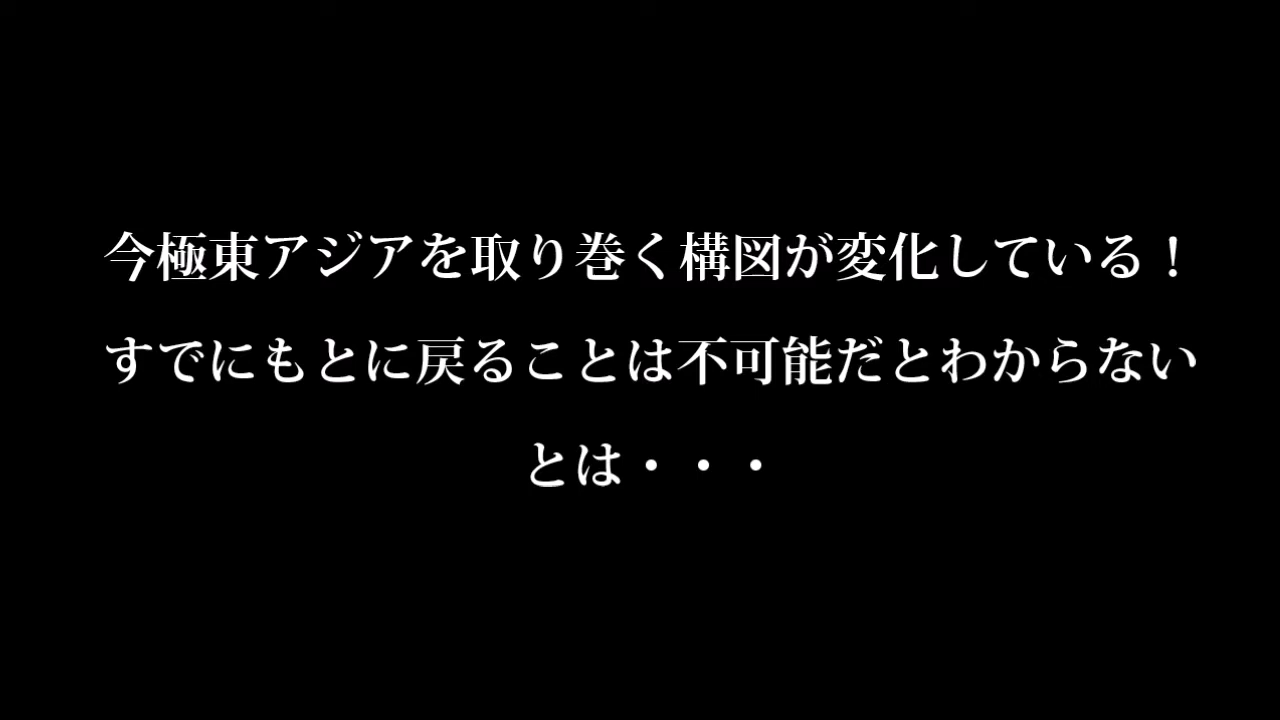 今極東アジアを取り巻く構図が変化している！
すでにもとに戻ることは不可能だとわからない
とは・・・